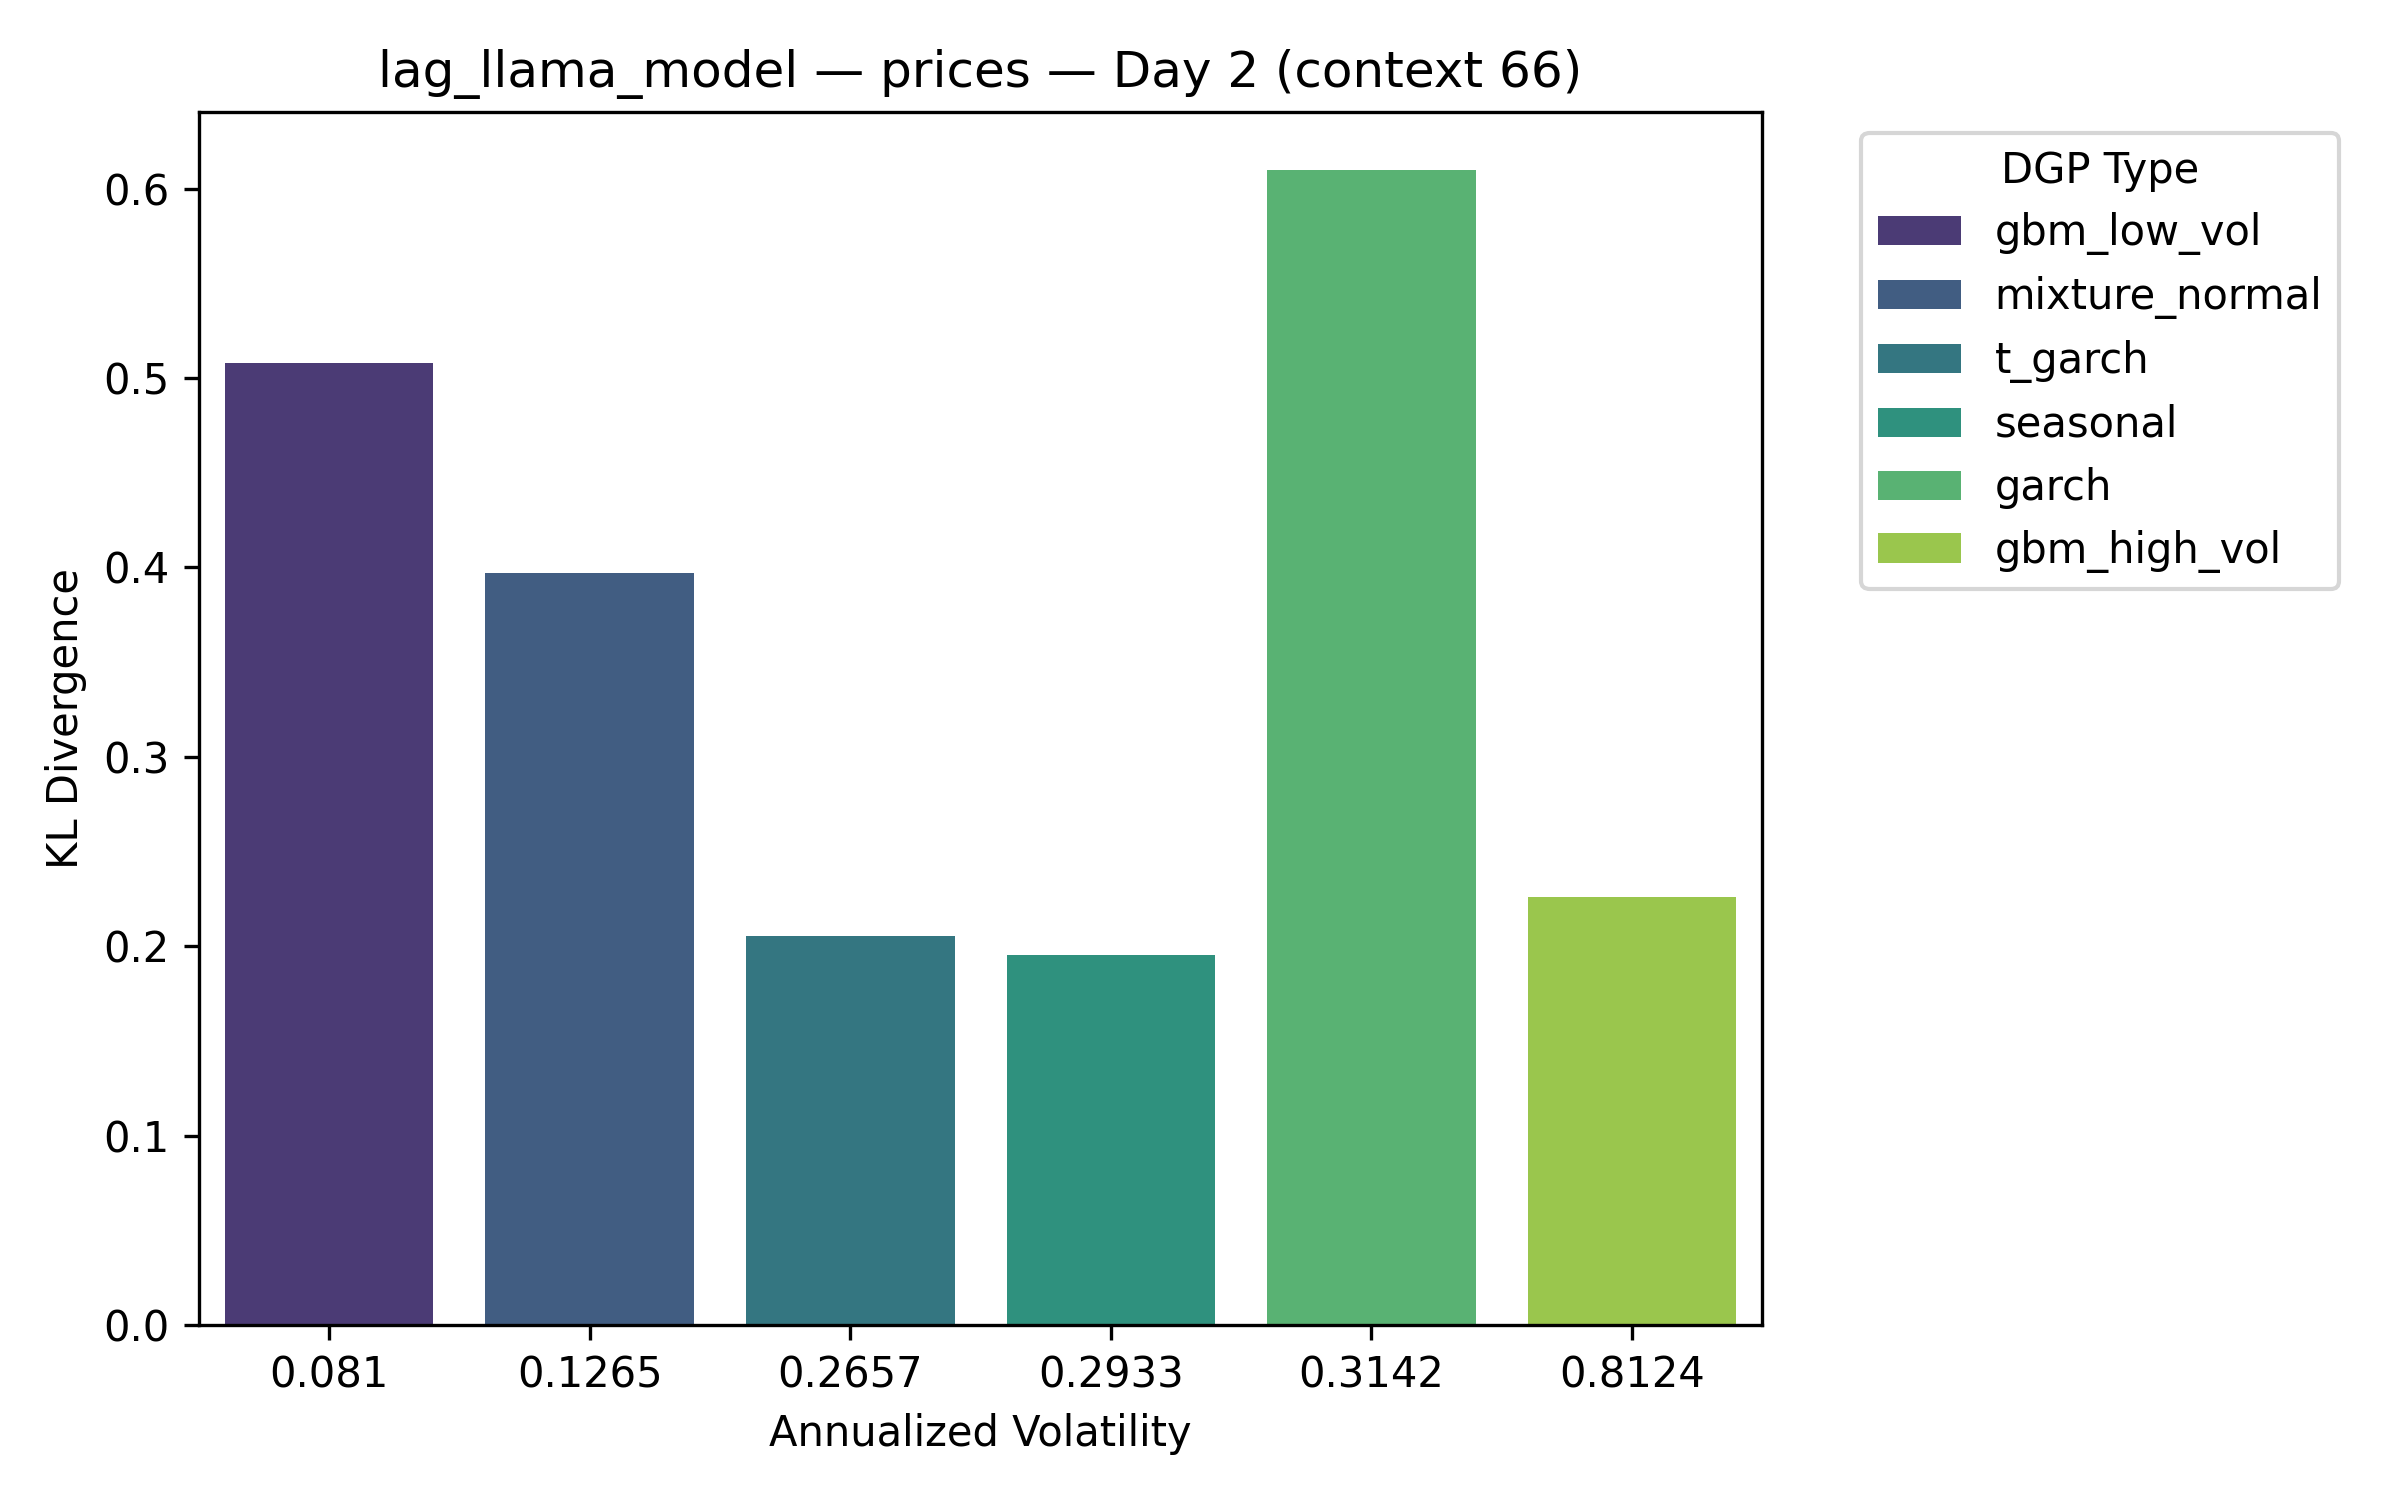 lag_llama_model — prices — Day 2 (context 66)
KL Divergence
0.6
0.5
0.4
0.3
0.2
0.1
0.0
0.081
0.1265
0.2657
0.2933
0.3142
0.8124
Annualized Volatility
DGP Type
gbm_low_vol
mixture_normal
t_garch
seasonal
garch
gbm_high_vol